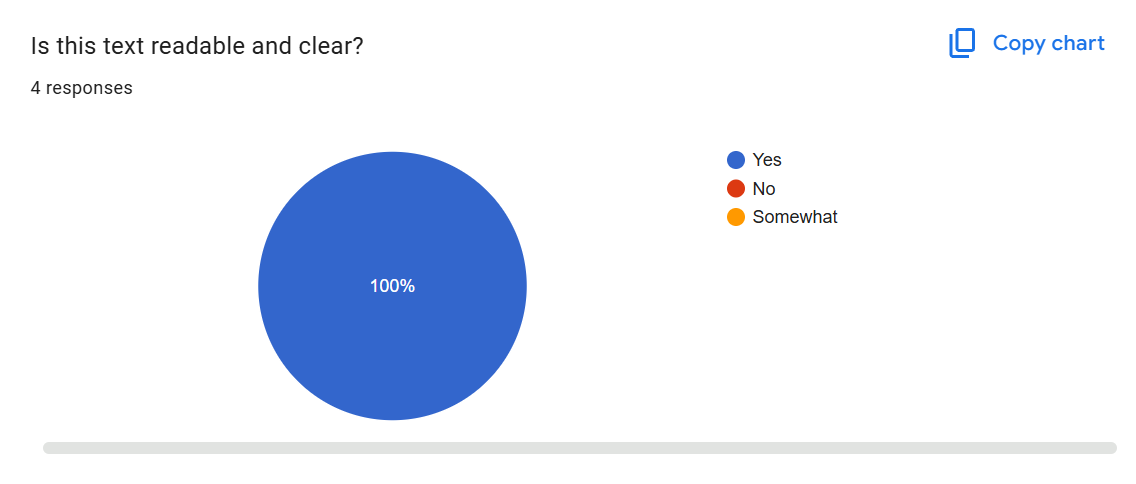 Is this text readable and clear?
Copy chart
4 responses
Yes
No
Somewhat
100%